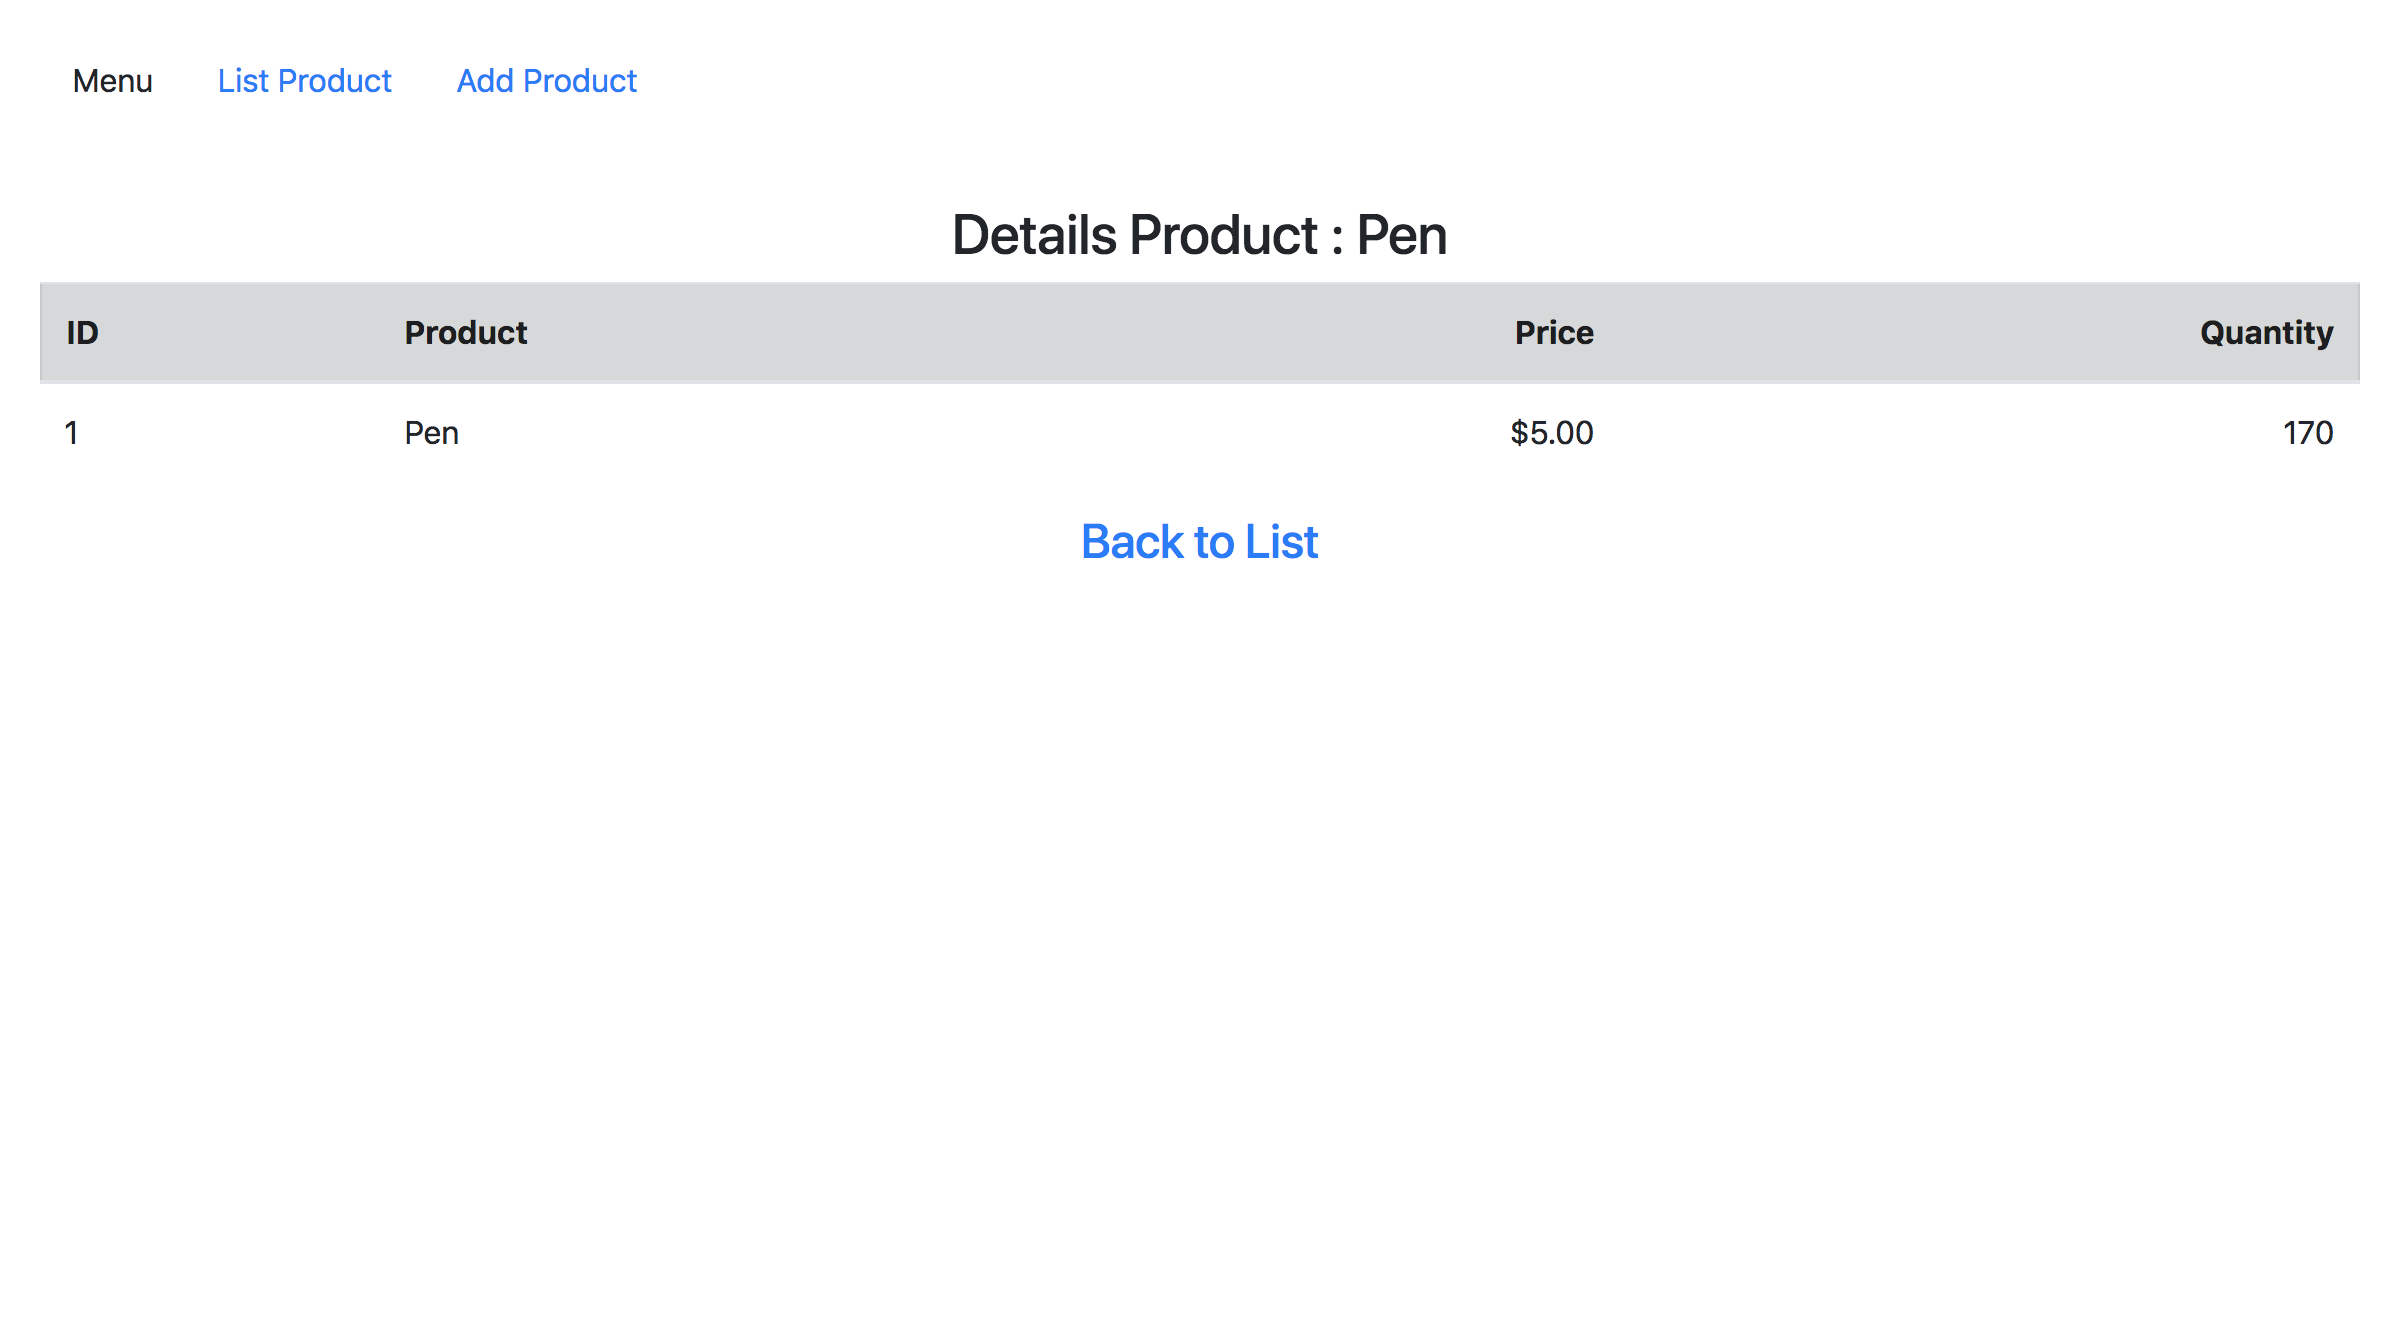 Menu List Product Add Product
Details Product : Pen
ID Product Price Quantity
1 Pen $5.00 170
Back to List